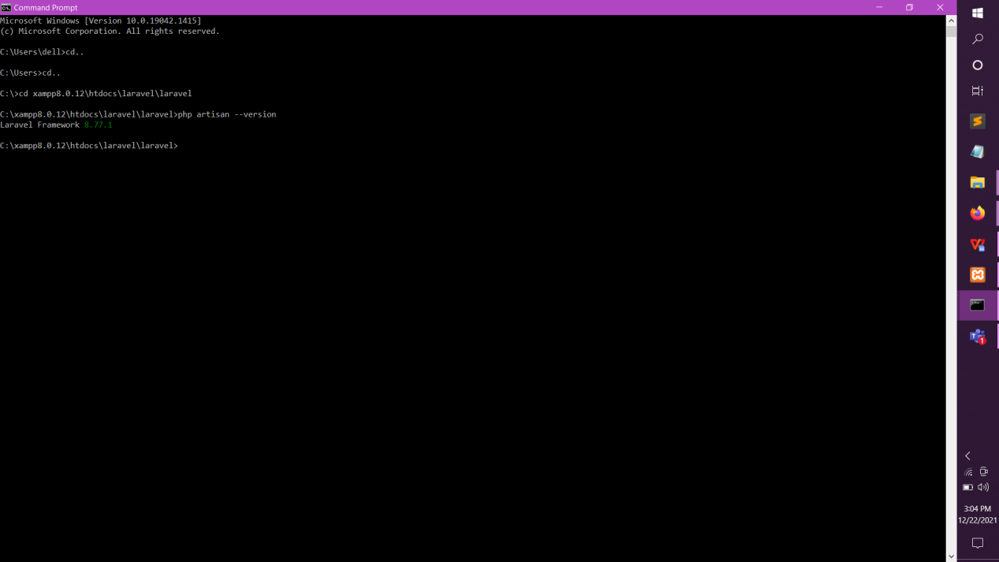 Command Prompt
Microsoft Windows [Version 10.0.19042.1415]
(c) Microsoft Corporation. All rights reserved.
C:\Users\dell>cd..
C:\Users>cd..
C:\>cd xampp8.0.12\htdocs\laravel\laravel
C:\xampp8.0.12\htdocs\laravel\laravel>php artisan --version
Laravel Framework 8.77.1
C:\xampp8.0.12\htdocs\laravel\laravel>
1
3:04 PM
12/22/2021